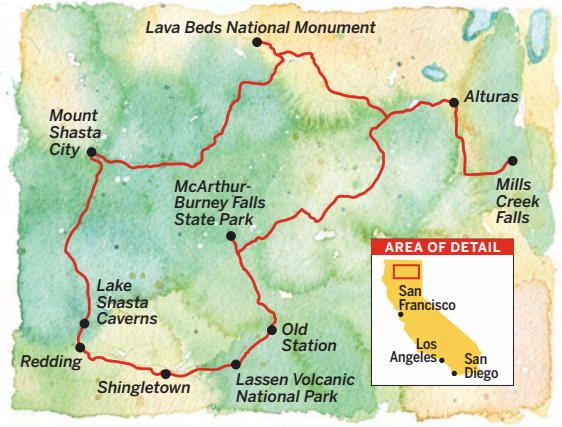 Lava Beds National Monument
Alturas
Mount
Shasta
City
Mills
Creek
Falls
McArthur-
Burney Falls
State Park
AREA OF DETAIL
San
Francisco
Los
Angeles
San
Diego
Lake
Shasta
Caverns
Old
Station
Redding
Shingletown
Lassen Volcanic
National Park